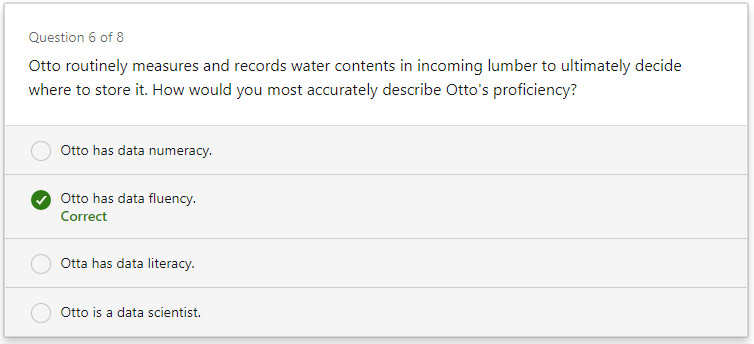 Question 6 of 8
Otto routinely measures and records water contents in incoming lumber to ultimately decide
where to store it. How would you most accurately describe Otto's proficiency?
Otto has data numeracy.
Otto has data fluency.
Correct
Otta has data literacy.
Otto is a data scientist.